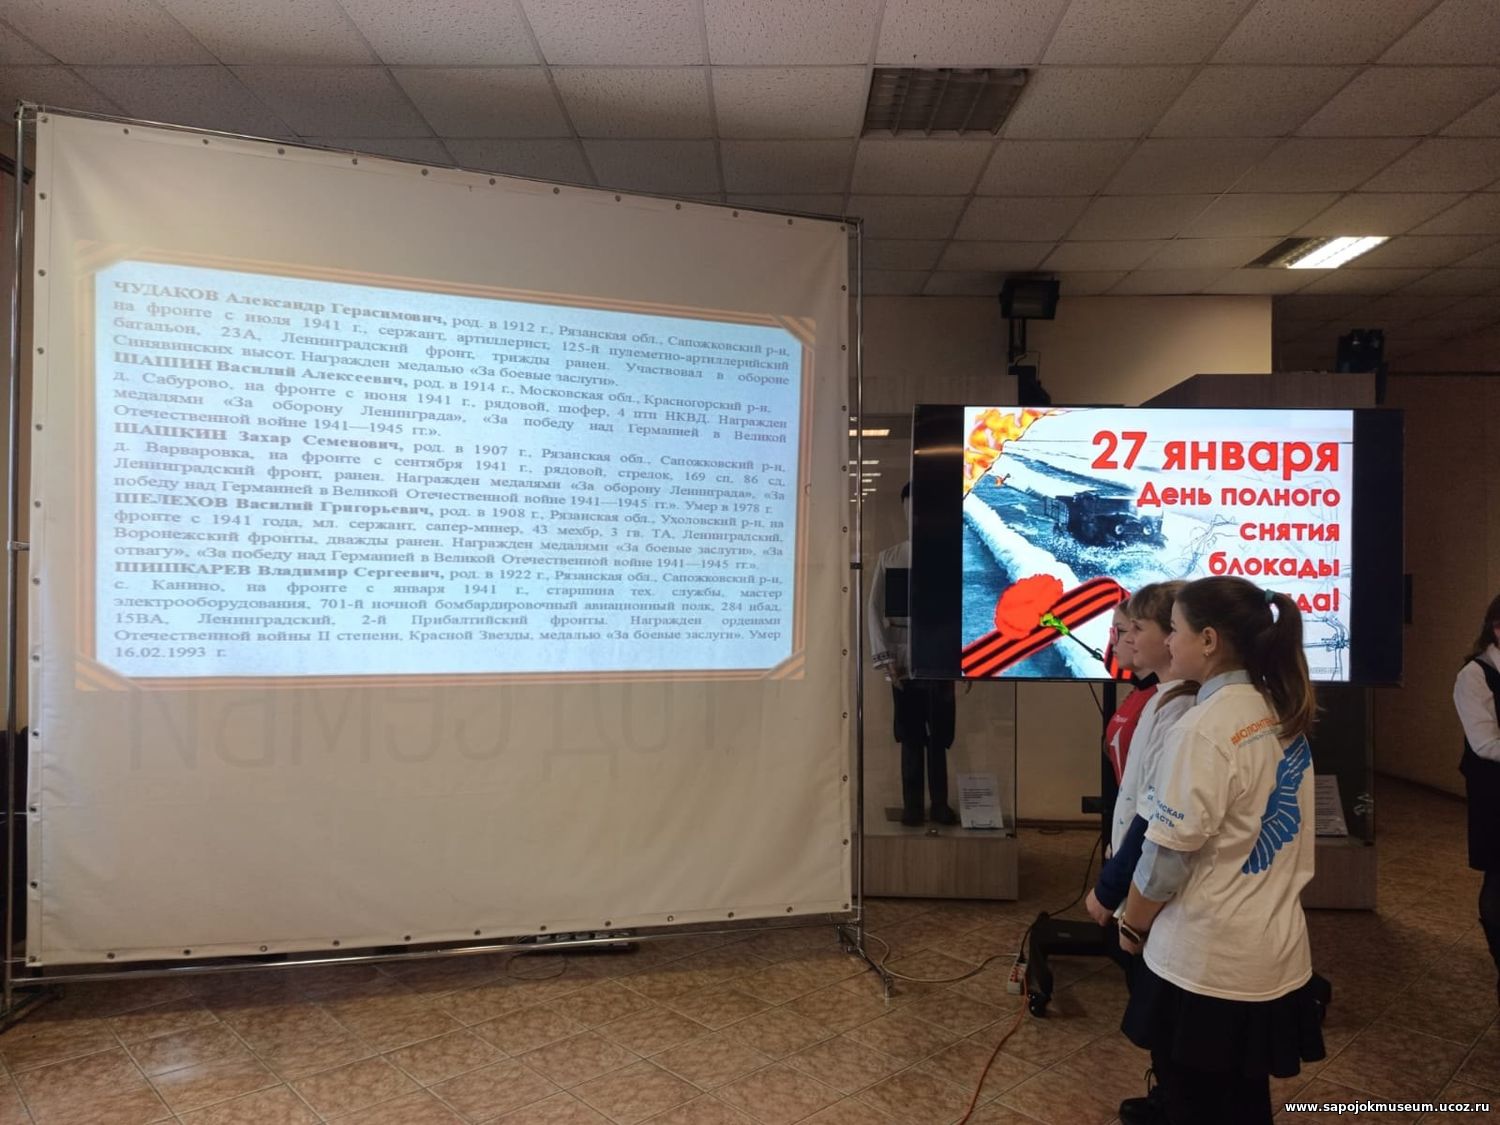 ЧУДАКОВ Александр Герасимович, род. в 1912 г., Рязанская обл., Сапожковский р-н,
на фронте с июля 1941 г., сержант, артиллерист, 125-й пулеметно-артиллерийский
батальон, 23А, Ленинградский фронт, трижды ранен. Участвовал в обороне
Синявинских высот. Награжден медалью «За боевые заслуги».
ШАШИН Василий Алексеевич, род. в 1914 г., Московская обл., Красногорский р-н,
д. Сабурово, на фронте с июня 1941 г., рядовой, шофер, 4 птп НКВД. Награжден
медалями «За оборону Ленинграда», «За победу над Германией в Великой
Отечественной войне 1941—1945 гг.».
ШАШКИН Захар Семенович, род. в 1907 г., Рязанская обл., Сапожковский р-н,
д. Варваровка, на фронте с сентября 1941 г., рядовой, стрелок, 169 сп, 86 сд,
Ленинградский фронт, ранен. Награжден медалями «За оборону Ленинграда», «За
победу над Германией в Великой Отечественной войне 1941—1945 гг.». Умер в 1978 г.
ШЕЛЕХОВ Василий Григорьевич, род. в 1908 г., Рязанская обл., Ухоловский р-н, на
фронте с 1941 года, мл. сержант, сапер-минер, 43 мехбр, 3 гв. ТА, Ленинградский,
Воронежский фронты, дважды ранен. Награжден медалями «За боевые заслуги», «За
отвагу», «За победу над Германией в Великой Отечественной войне 1941—1945 гг.».
ШИШКАРЕВ Владимир Сергеевич, род. в 1922 г., Рязанская обл., Сапожковский р-н,
с. Канино, на фронте с января 1941 г., старшина тех. службы, мастер
электрооборудования, 701-й ночной бомбардировочный авиационный полк, 284 нбад,
15ВА, Ленинградский, 2-й Прибалтийский фронты. Награжден орденами
Отечественной войны II степени, Красной Звезды, медалью «За боевые заслуги». Умер
16.02.1993 г.
27 января
День полного
снятия
блокады
да!
www.sapojokmuseum.ucoz.ru